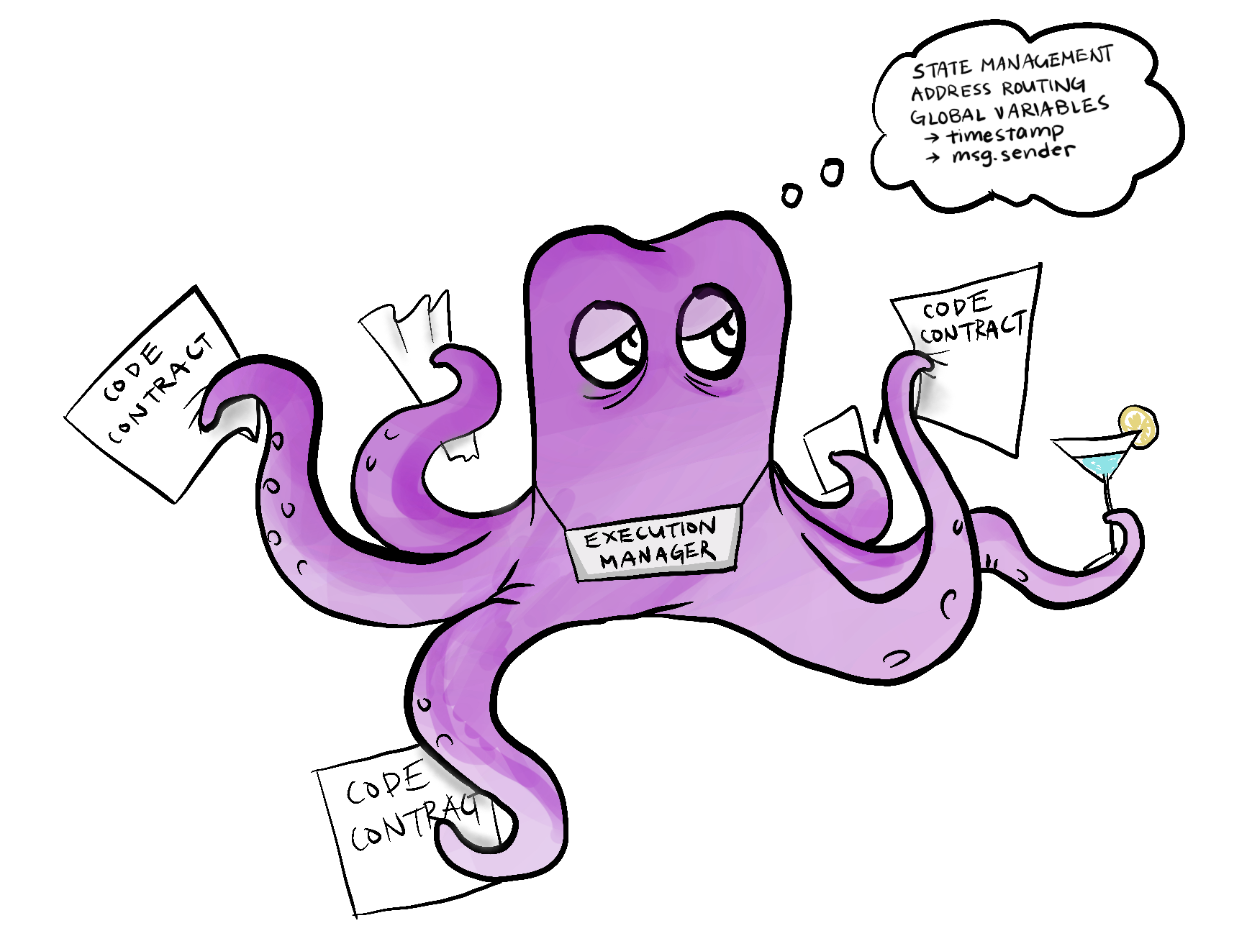 STATE MANAGEMENT
ADDRESS ROUTING
GLOBAL VARIABLES
→ timestamp
→ msg.sender
CODE
CONTRACT
CODE
CONTRACT
EXECUTION
MANAGER
CODE
CONTRACT